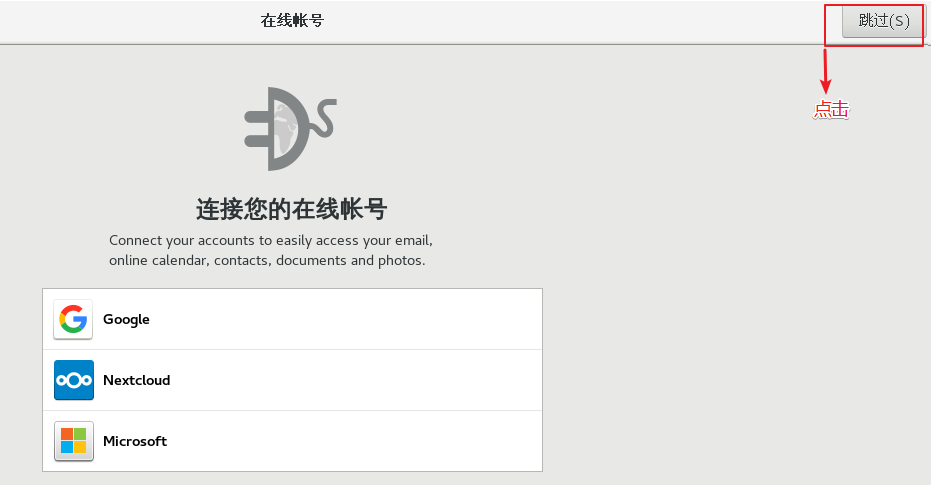 在线帐号
跳过(S)
点击
连接您的在线帐号
Connect your accounts to easily access your email,
online calendar, contacts, documents and photos.
Google
Nextcloud
Microsoft